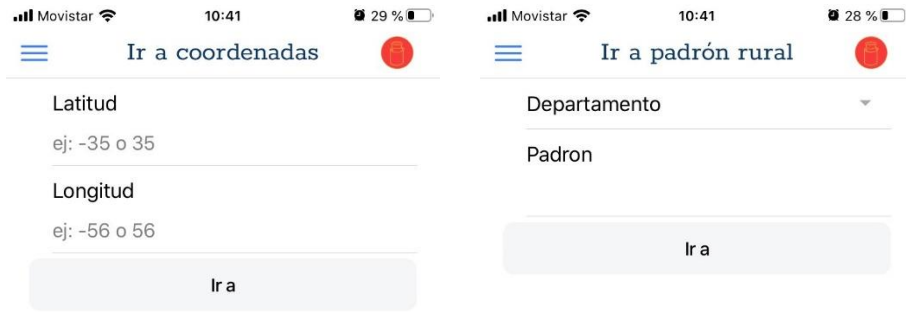 Movistar 10:41 29 %
Ir a coordenadas
Latitud
ej: -35 o 35
Longitud
ej: -56 o 56
Ir a
Movistar 10:41 28 %
Ir a padrón rural
Departamento
Padron
Ir a